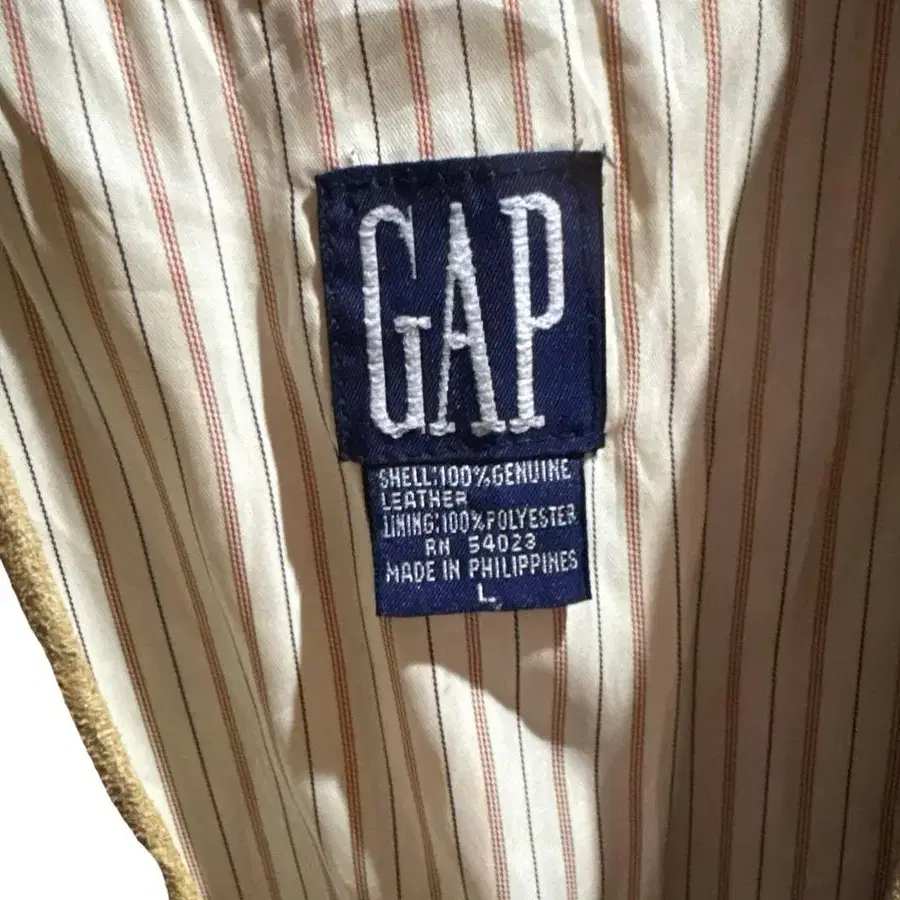 GAP
SHELL:100%GENUINE
LEATHER
LINING:100%POLYESTER
RN 54023
MADE IN PHILIPPINES
L